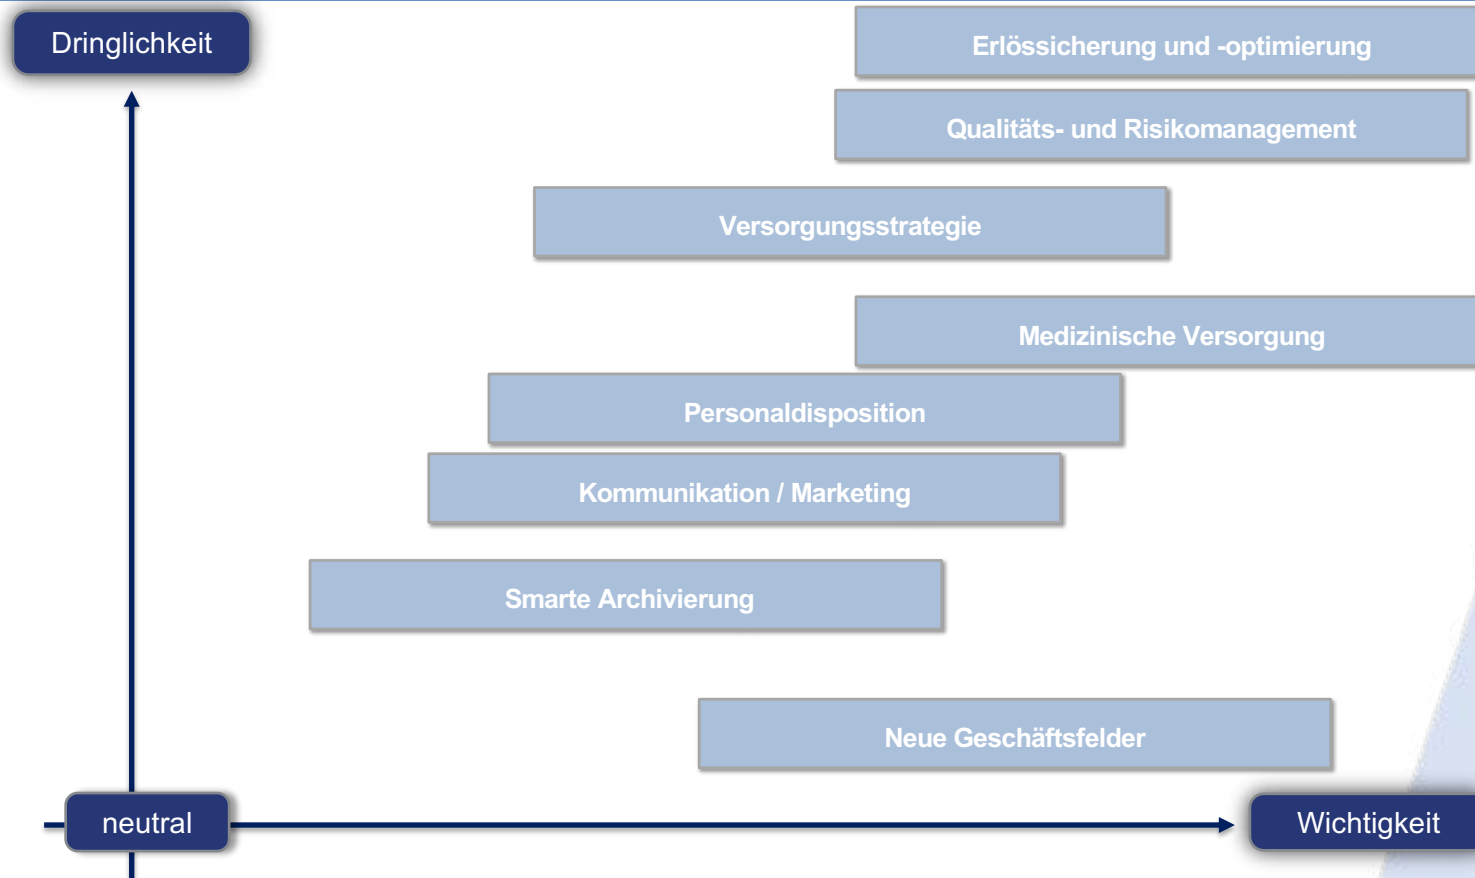 Dringlichkeit
Erlössicherung und -optimierung
Qualitäts- und Risikomanagement
Versorgungsstrategie
Medizinische Versorgung
Personaldisposition
Kommunikation / Marketing
Smarte Archivierung
Neue Geschäftsfelder
neutral
Wichtigkeit